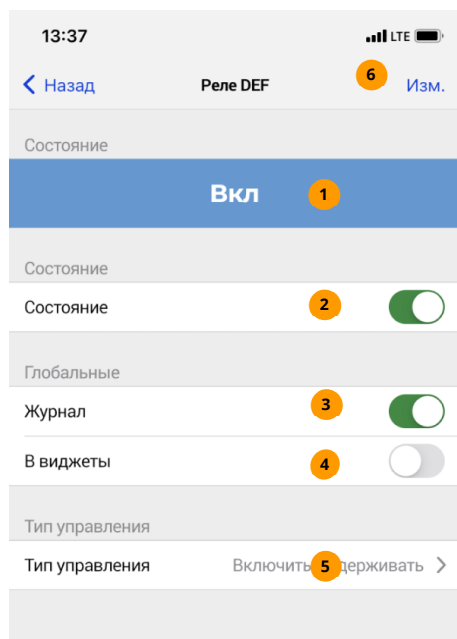 13:37 LTE
6
Назад Реле DEF Изм.
Состояние
Вкл 1
Состояние
Состояние 2
Глобальные
Журнал 3
В виджеты 4
Тип управления
Тип управления Включить 5